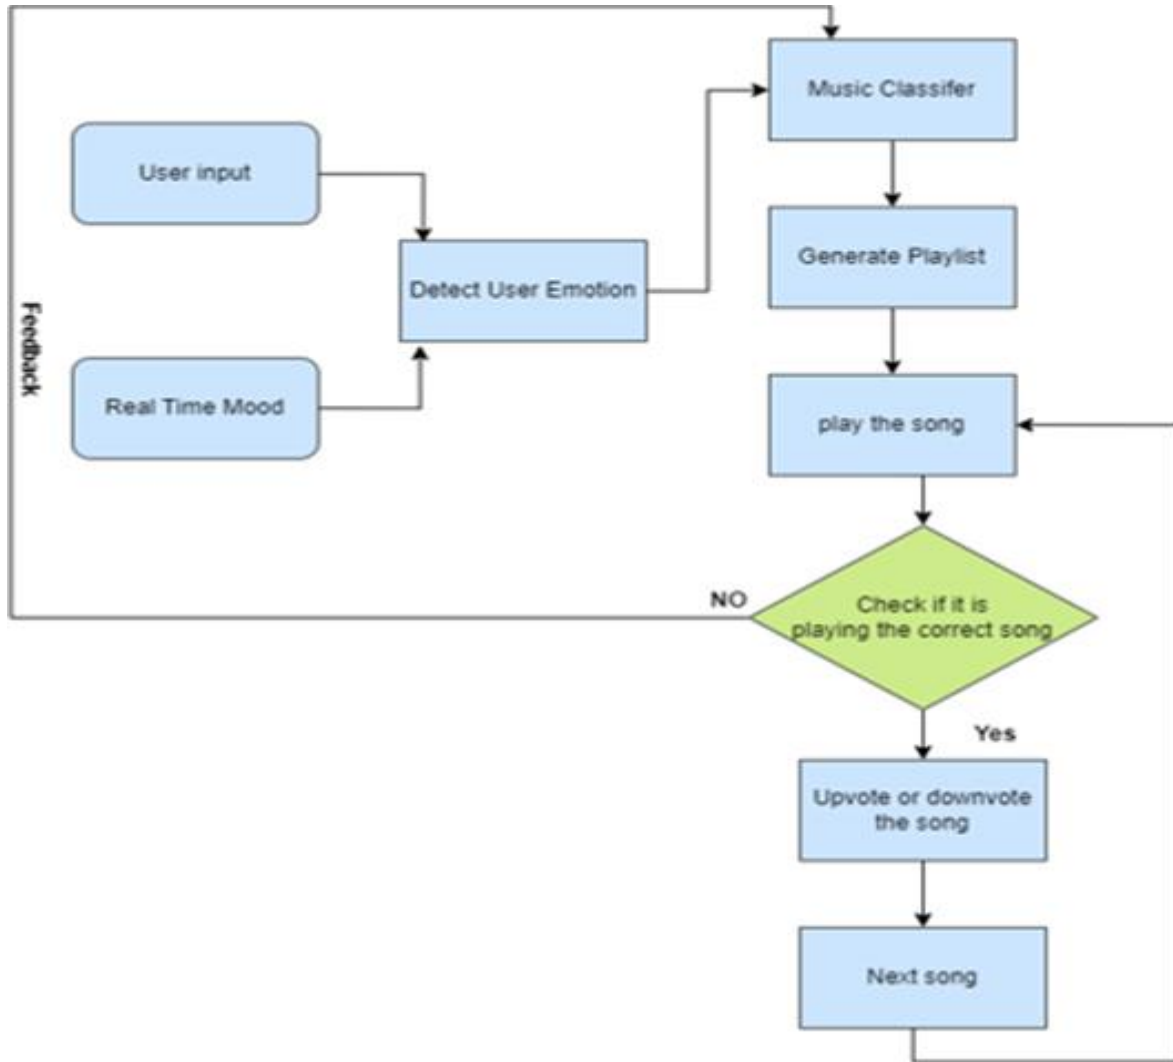 Music Classifer
User input
Generate Playlist
Detect User Emotion
Feedback
Real Time Mood
play the song
NO
Check if it is
playing the correct song
Yes
Upvote or downvote
the song
Next song